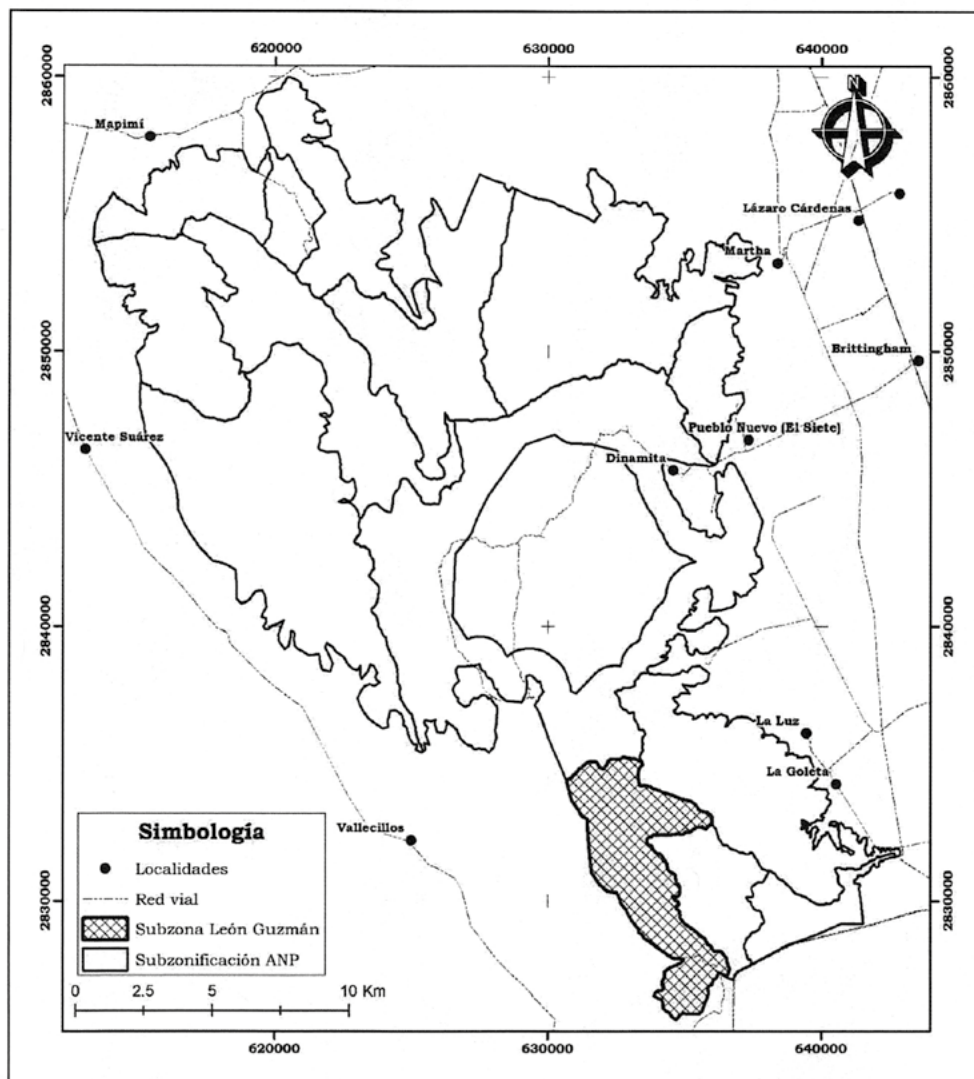 620000
630000
640000
2860000
2860000
N
Mapimí
Lázaro Cárdenas
Martha
2850000
2850000
Brittingham
Pueblo Nuevo (El Siete)
Vicente Suárez
Dinamita
2840000
2840000
La Luz
La Goleta
Vallecillos
Simbología
Localidades
Red vial
Subzona León Guzmán
Subzonificación ANP
2830000
2830000
0 2.5 5 10 Km
620000
630000
640000